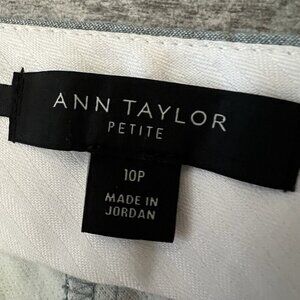 ANN TAYLOR
PETITE
10P
MADE IN
JORDAN